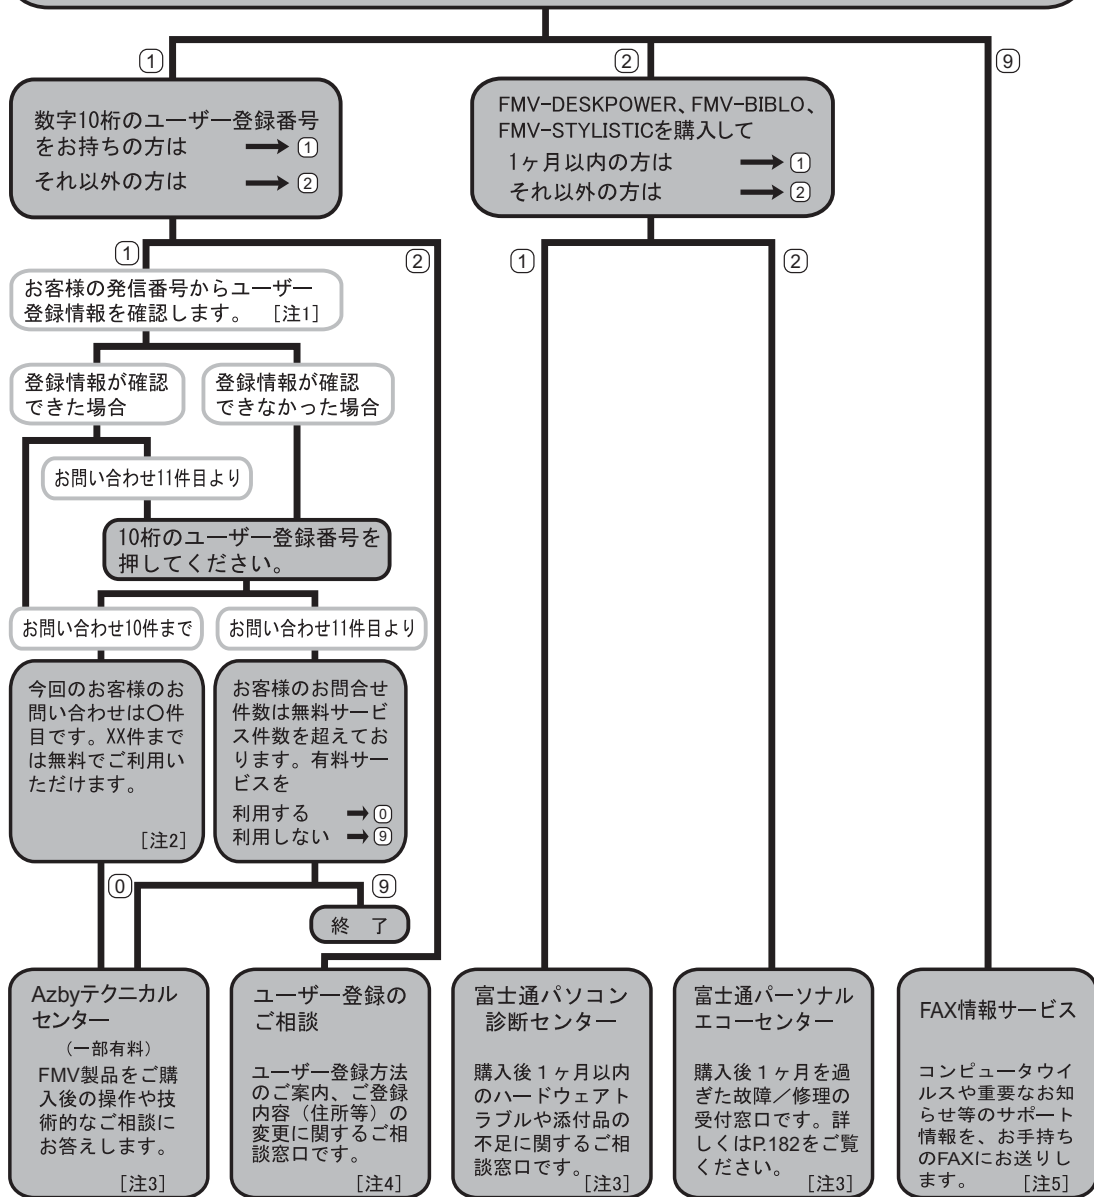 1
2
9
数字10桁のユーザー登録番号
をお持ちの方は → 1
それ以外の方は → 2
FMV-DESKPOWER、FMV-BIBLO、
FMV-STYLISTICを購入して
1ヶ月以内の方は → 1
それ以外の方は → 2
1
2
1
2
お客様の発信番号からユーザー
登録情報を確認します。 [注1]
登録情報が確認
できた場合
登録情報が確認
できなかった場合
お問い合わせ11件目より
10桁のユーザー登録番号を
押してください。
お問い合わせ10件まで
お問い合わせ11件目より
今回のお客様のお
問い合わせは〇件
目です。XX件まで
は無料でご利用い
ただけます。
[注2]
お客様のお問合せ
件数は無料サービ
ス件数を超えてお
ります。有料サー
ビスを
利用する → 0
利用しない → 9
0
9
終 了
Azbyテクニカル
センター
(一部有料)
FMV製品をご購
入後の操作や技
術的なご相談に
お答えします。
[注3]
ユーザー登録の
ご相談
ユーザー登録方法
のご案内、ご登録
内容(住所等)の
変更に関するご相
談窓口です。
[注4]
富士通パソコン
診断センター
購入後1ヶ月以内
のハードウェアト
ラブルや添付品の
不足に関するご相
談窓口です。[注3]
富士通パーソナル
エコーセンター
購入後1ヶ月を過
ぎた故障/修理の
受付窓口です。詳
しくはP.182をご覧
ください。 [注3]
FAX情報サービス
コンピュータウイ
ルスや重要なお知
らせ等のサポート
情報を、お手持ち
のFAXにお送りし
ます。 [注5]